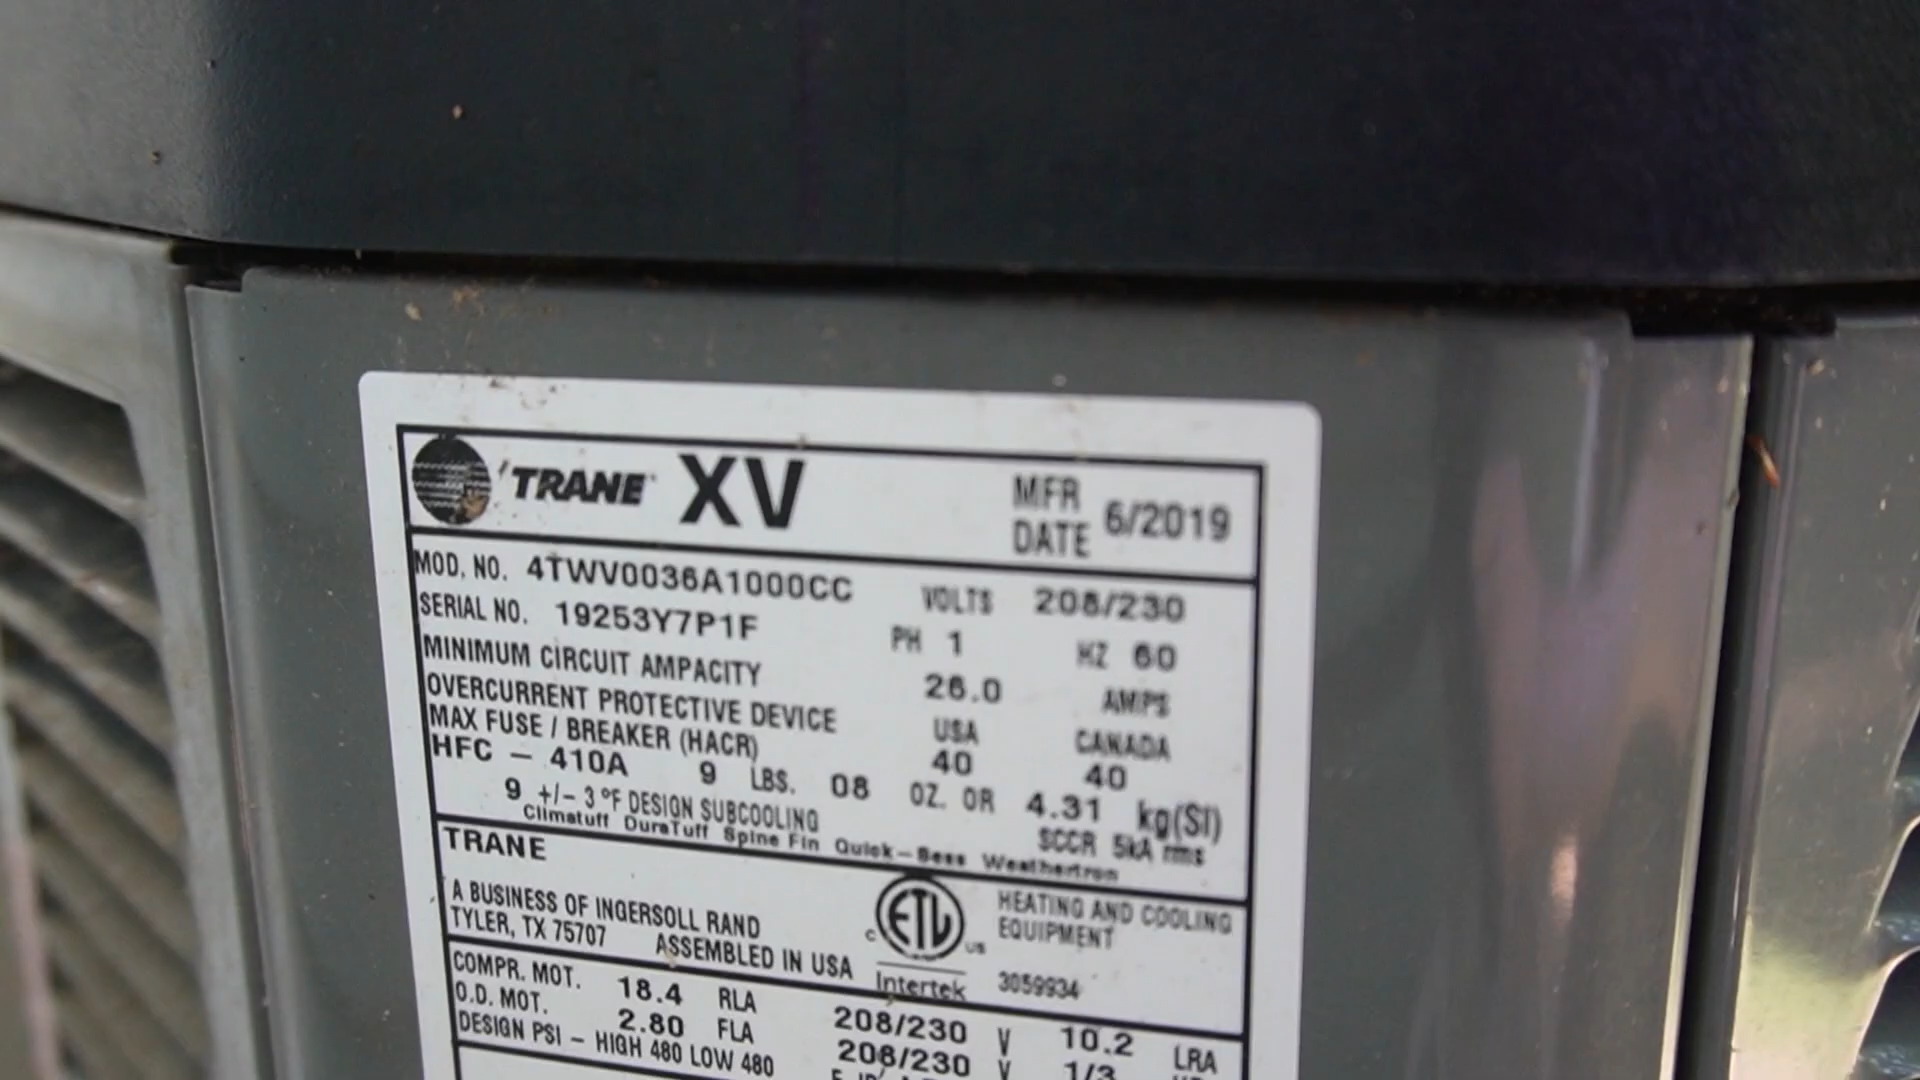 TRANE XV MFR DATE 6/2019
MOD. NO. 4TWV0036A1000CC VOLTS 208/230
SERIAL NO. 19253Y7P1F PH 1 HZ 60
MINIMUM CIRCUIT AMPACITY 26.0 AMPS
OVERCURRENT PROTECTIVE DEVICE USA CANADA
MAX FUSE / BREAKER (HACR) 40 40
HFC - 410A 9 LBS. 08 OZ. OR 4.31 kg(SI)
9 +/- 3 °F DESIGN SUBCOOLING SCCR 5kA rms
Climatuff DuraTuff Spine Fin Quick-Sess Weathertron
TRANE
A BUSINESS OF INGERSOLL RAND
TYLER, TX 75707 ASSEMBLED IN USA
C ETL US
Intertek
HEATING AND COOLING
EQUIPMENT
3059934
COMPR. MOT. 18.4 RLA 208/230 V 10.2 LRA
O.D. MOT. 2.80 FLA 208/230 V 1/3
DESIGN PSI - HIGH 480 LOW 480